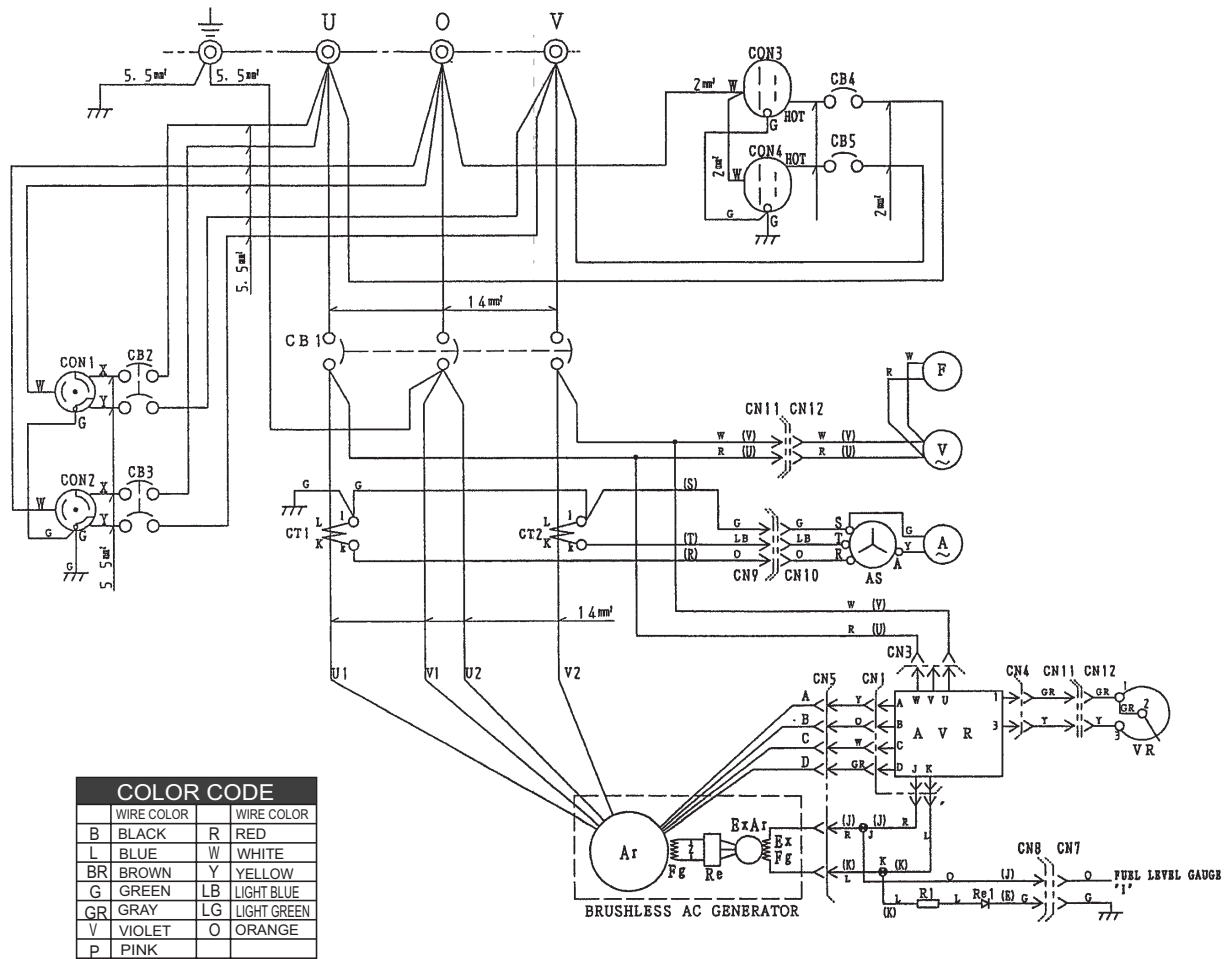 U O V
5. 5㎟ 5. 5㎟
CON3
2㎟ W
CB4
G HOT
CON4 HOT
CB5
2㎟ W
G G
2㎟
5. 5㎟
14㎟
CB1
CON1 X CB2
W
Y
G
CON2 X CB3
W
Y
G
G
5. 5㎟
F
W
R
CN11 CN12
W (V) W (V)
R (U) R (U)
V
G G (S)
L l
CT1
K k
L l
CT2
K k
(T)
(R)
G G S
LB LB T
O O R
CN9 CN10
AS
A
G
Y
A
14㎟
W (V)
R (U)
U1 V1 U2 V2
CN3
CN5 CN1
CN4 CN11 CN12
A Y A
B O B
C W C
D GR D
W V U
A V R
J K
1 GR GR 1
GR 2
3 Y Y 3
VR
Ar
Fg
Re
ExAr
Ex
Fg
BRUSHLESS AC GENERATOR
(J) (J) R
R J
K
(K) (K) L
L
O (J)
CN8 CN7
O FUEL LEVEL GAUGE
"I"
(K) L R1 L Re1 (E) G G
COLOR CODE
WIRE COLOR WIRE COLOR
B BLACK R RED
L BLUE W WHITE
BR BROWN Y YELLOW
G GREEN LB LIGHT BLUE
GR GRAY LG LIGHT GREEN
V VIOLET O ORANGE
P PINK